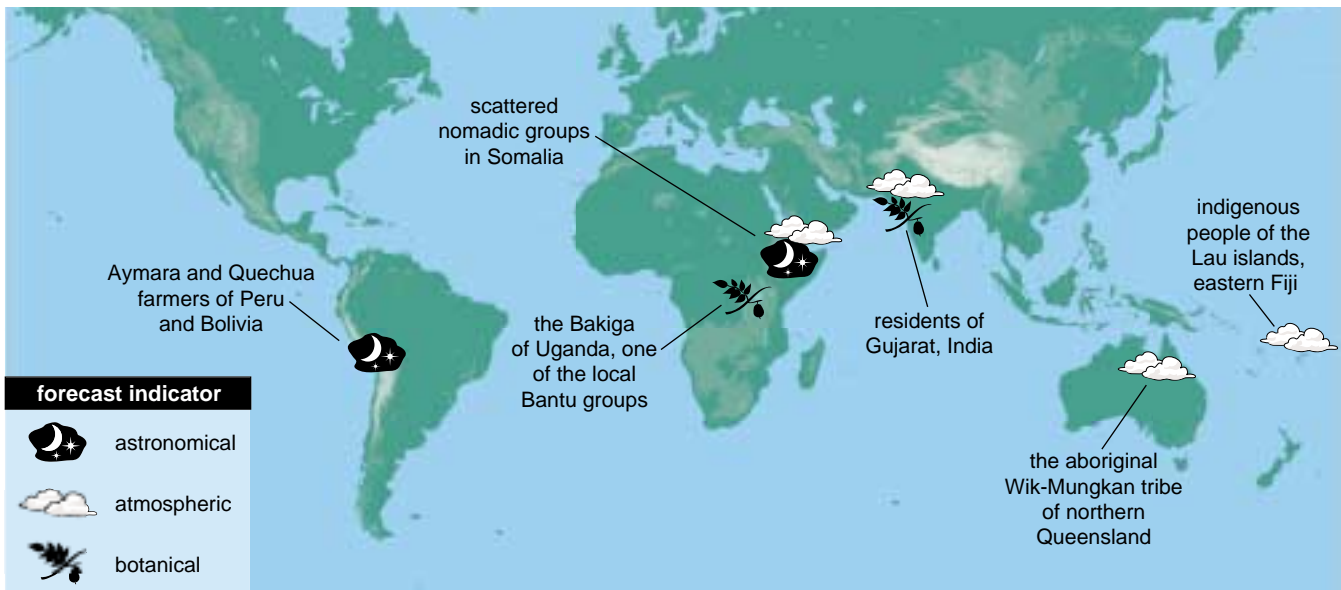 scattered
nomadic groups
in Somalia
indigenous
people of the
Lau islands,
eastern Fiji
Aymara and Quechua
farmers of Peru
and Bolivia
the Bakiga
of Uganda, one
of the local
Bantu groups
residents of
Gujarat, India
the aboriginal
Wik-Mungkan tribe
of northern
Queensland
forecast indicator
astronomical
atmospheric
botanical